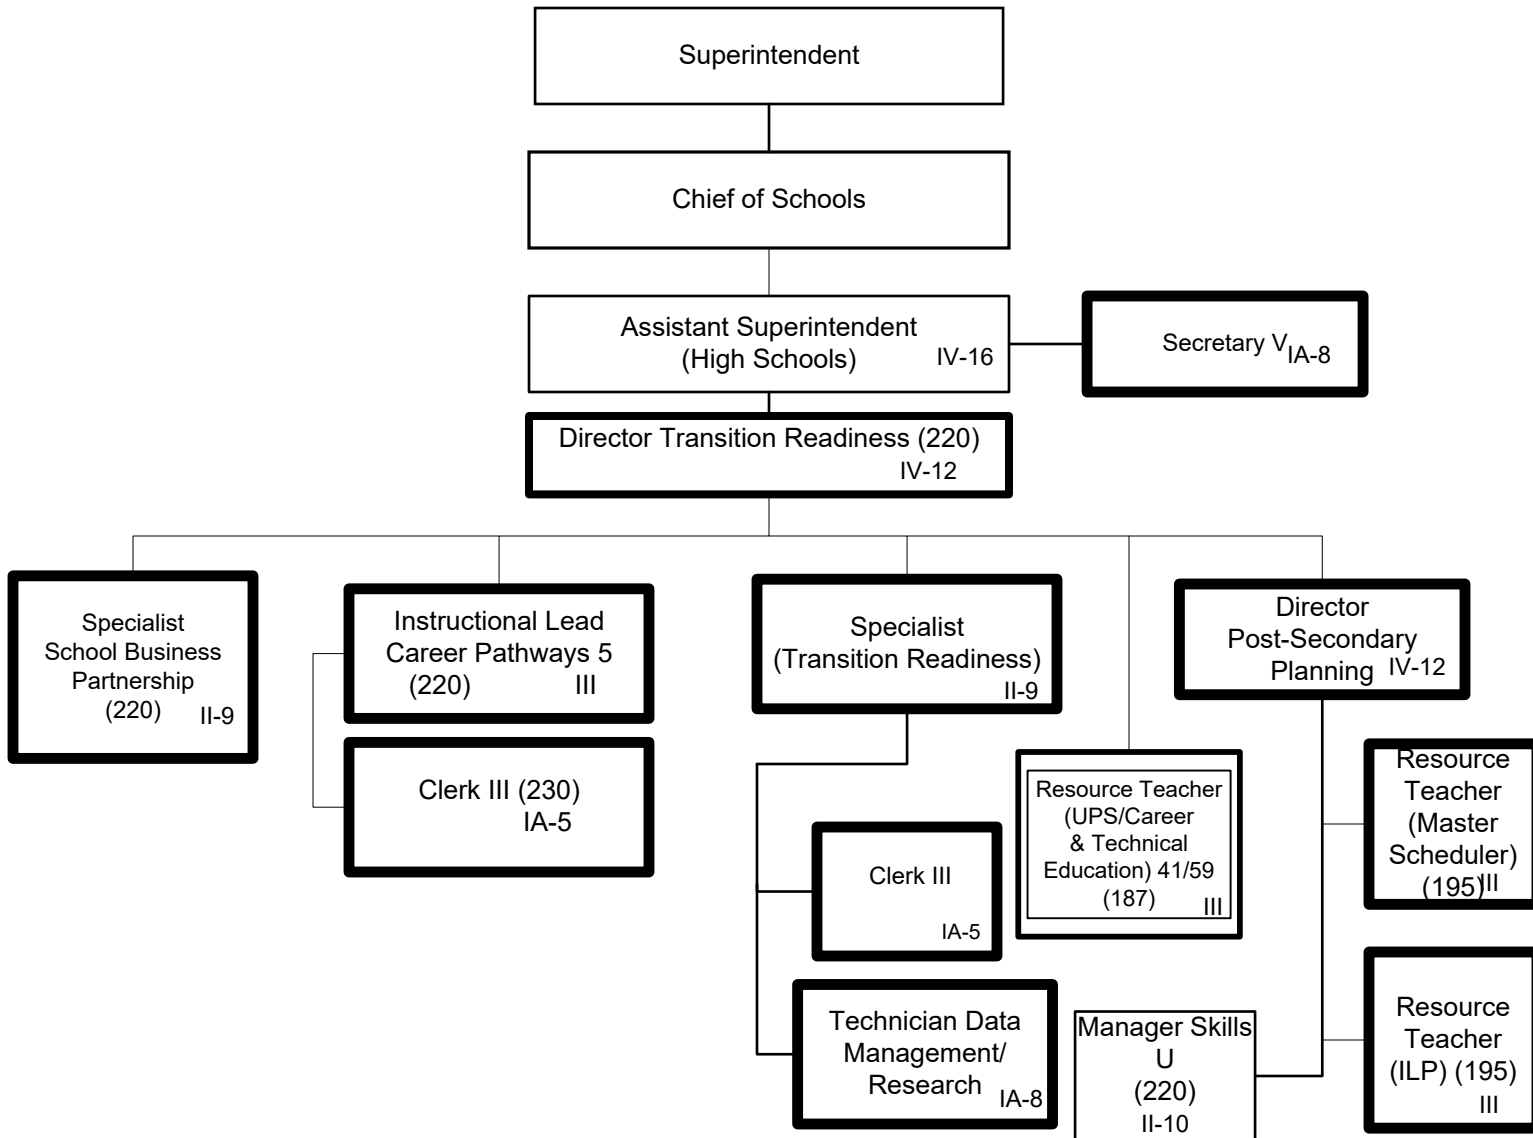 Superintendent
Chief of Schools
Assistant Superintendent
(High Schools)
IV-16
Secretary V
IA-8
Director Transition Readiness (220)
IV-12
Specialist
School Business
Partnership
(220)
II-9
Instructional Lead
Career Pathways 5
(220) III
Clerk III (230)
IA-5
Specialist
(Transition Readiness)
II-9
Clerk III
IA-5
Technician Data
Management/
Research
IA-8
Resource Teacher
(UPS/Career
& Technical
Education) 41/59
(187)
III
Director
Post-Secondary
Planning
IV-12
Resource
Teacher
(Master
Scheduler)
(195)
III
Resource
Teacher
(ILP) (195)
III
Manager Skills
U
(220)
II-10